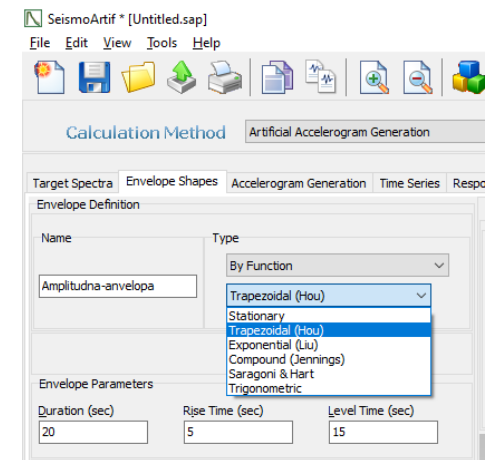 SeismoArtif * [Untitled.sap]
File Edit View Tools Help
Calculation Method Artificial Accelerogram Generation
Target Spectra Envelope Shapes Accelerogram Generation Time Series
Envelope Definition
Name Type
By Function
Amplitudna-anvelopa Trapezoidal (Hou)
Stationary
Trapezoidal (Hou)
Exponential (Liu)
Compound (Jennings)
Saragoni & Hart
Trigonometric
Envelope Parameters
Duration (sec) Rise Time (sec) Level Time (sec)
20 5 15